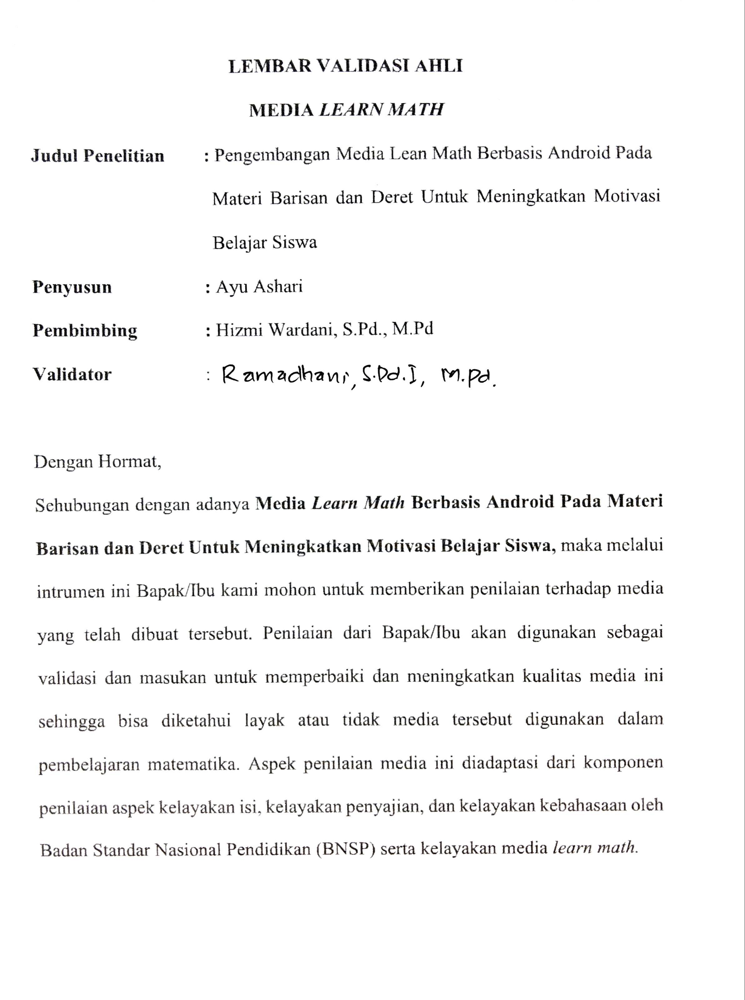 LEMBAR VALIDASI AHLI
MEDIA LEARN MATH
Judul Penelitian : Pengembangan Media Lean Math Berbasis Android Pada
Materi Barisan dan Deret Untuk Meningkatkan Motivasi
Belajar Siswa
Penyusun : Ayu Ashari
Pembimbing : Hizmi Wardani, S.Pd., M.Pd
Validator : Ramadhani, S.Pd.I, M.Pd.
Dengan Hormat,
Sehubungan dengan adanya Media Learn Math Berbasis Android Pada Materi
Barisan dan Deret Untuk Meningkatkan Motivasi Belajar Siswa, maka melalui
intrumen ini Bapak/Ibu kami mohon untuk memberikan penilaian terhadap media
yang telah dibuat tersebut. Penilaian dari Bapak/Ibu akan digunakan sebagai
validasi dan masukan untuk memperbaiki dan meningkatkan kualitas media ini
sehingga bisa diketahui layak atau tidak media tersebut digunakan dalam
pembelajaran matematika. Aspek penilaian media ini diadaptasi dari komponen
penilaian aspek kelayakan isi, kelayakan penyajian, dan kelayakan kebahasaan oleh
Badan Standar Nasional Pendidikan (BNSP) serta kelayakan media learn math.